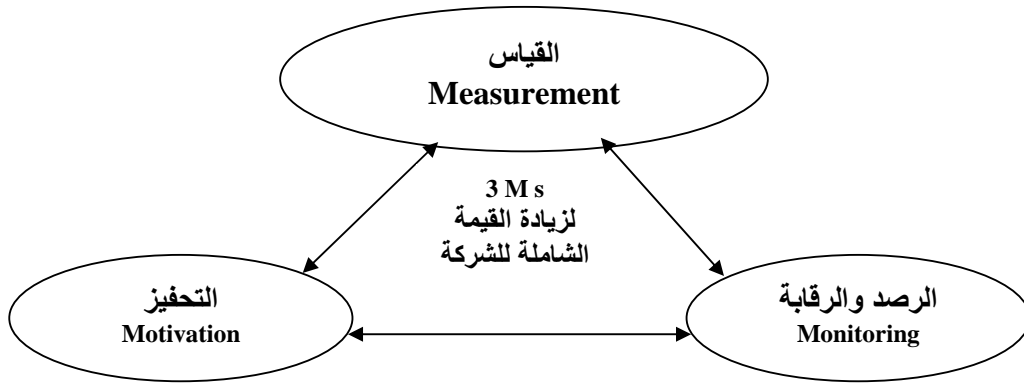 القياس
Measurement
3 M s
لزيادة القيمة
الشاملة للشركة
الرصد والرقابة
Monitoring
التحفيز
Motivation